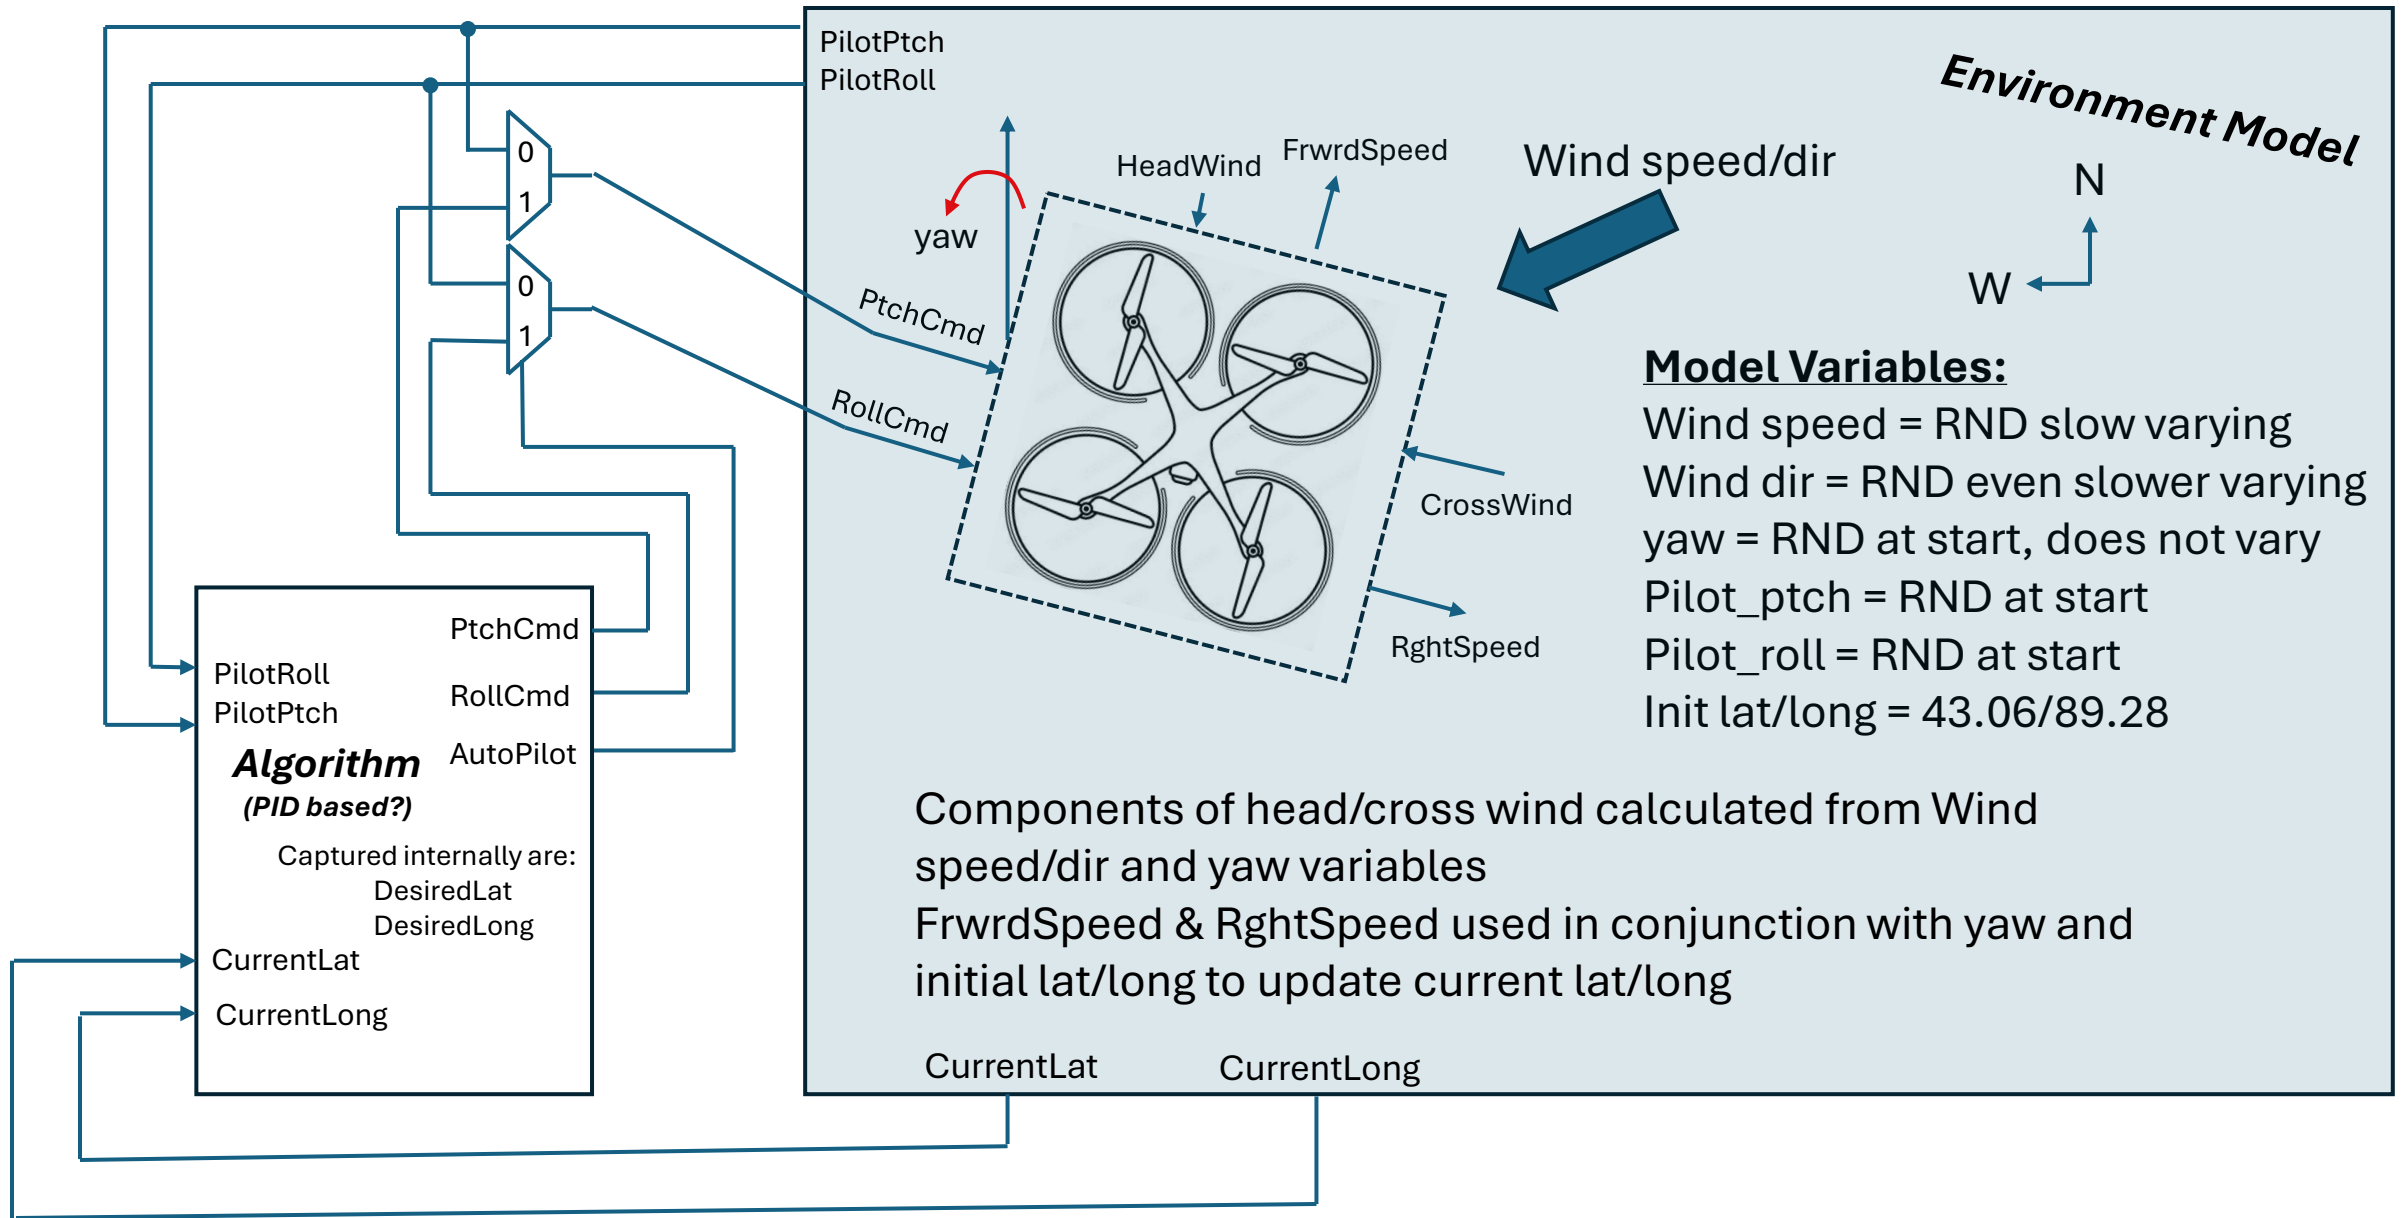 PilotPtch
PilotRoll
Environment Model
HeadWind
FrwrdSpeed
Wind speed/dir
N
W
yaw
0
1
0
1
PtchCmd
RollCmd
CrossWind
RghtSpeed
Model Variables:
Wind speed = RND slow varying
Wind dir = RND even slower varying
yaw = RND at start, does not vary
Pilot_ptch = RND at start
Pilot_roll = RND at start
Init lat/long = 43.06/89.28
PtchCmd
RollCmd
AutoPilot
PilotRoll
PilotPtch
Algorithm
(PID based?)
Captured internally are:
DesiredLat
DesiredLong
CurrentLat
CurrentLong
Components of head/cross wind calculated from Wind
speed/dir and yaw variables
FrwrdSpeed & RghtSpeed used in conjunction with yaw and
initial lat/long to update current lat/long
CurrentLat
CurrentLong